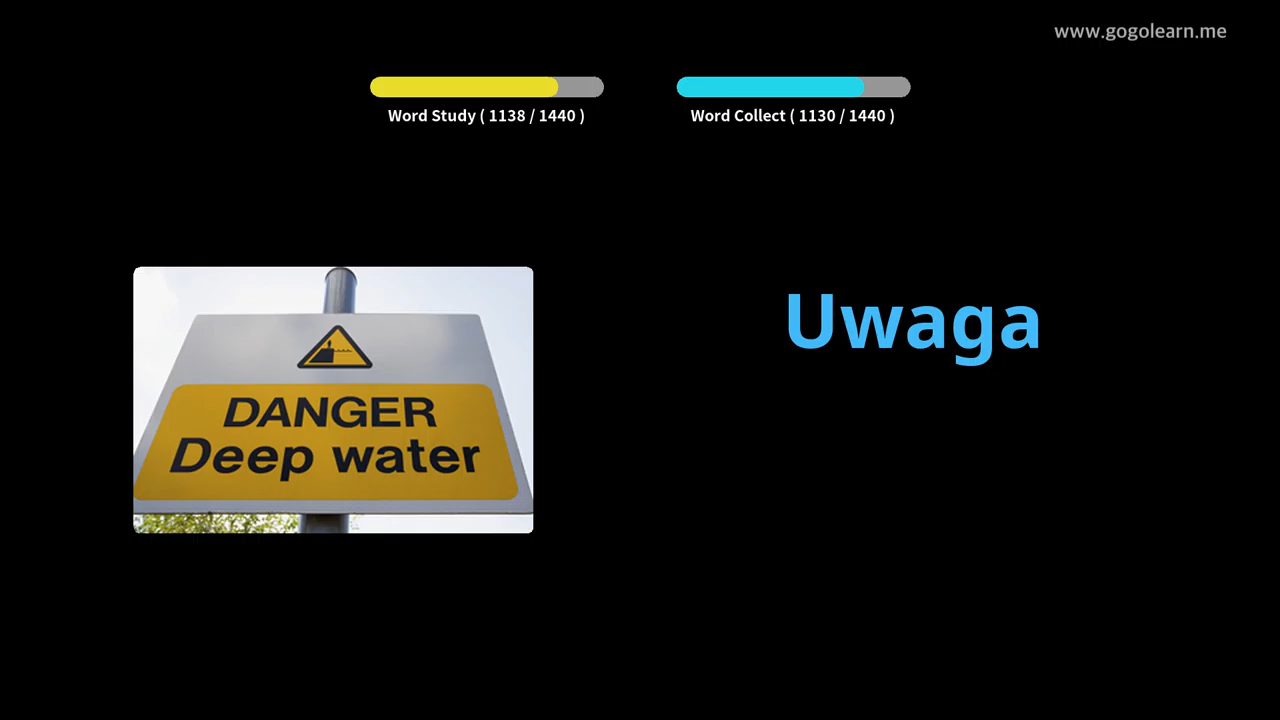 www.gogolearn.me
Word Study ( 1138 / 1440 )
Word Collect ( 1130 / 1440 )
Uwaga
DANGER
Deep water